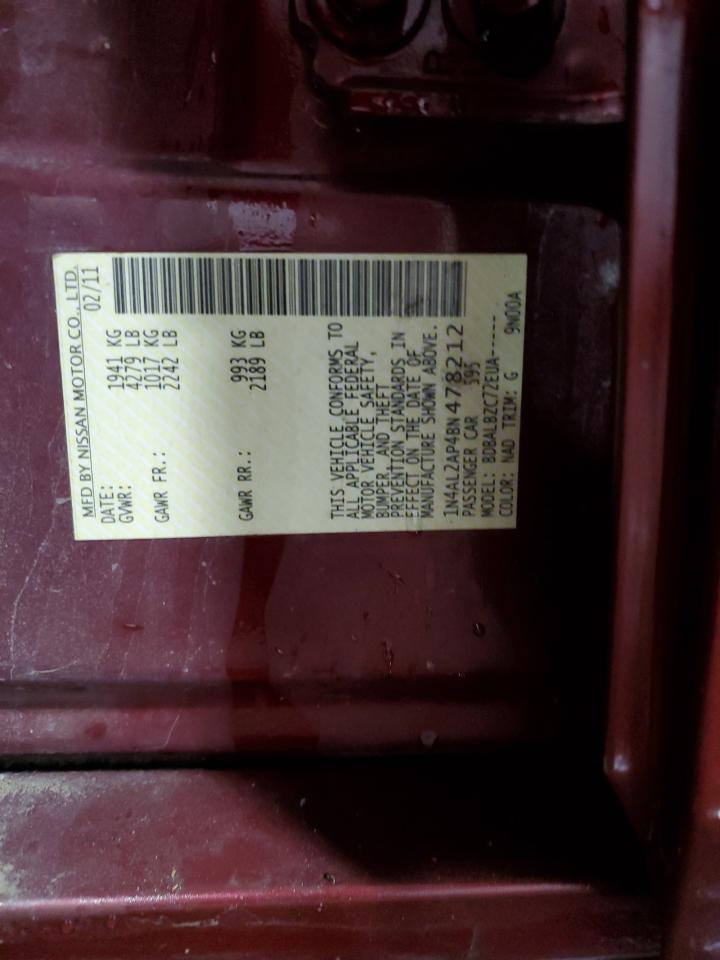 MFD BY NISSAN MOTOR CO., LTD.
DATE: 02/11
GVWR: 1941 KG
4279 LB
GAWR FR.: 1017 KG
2242 LB
GAWR RR.: 993 KG
2189 LB
THIS VEHICLE CONFORMS TO
ALL APPLICABLE FEDERAL
MOTOR VEHICLE SAFETY,
BUMPER, AND THEFT
PREVENTION STANDARDS IN
EFFECT ON THE DATE OF
MANUFACTURE SHOWN ABOVE.
1N4AL2AP4BN478212
PASSENGER CAR 595
MODEL: BDBALBZC72EUA-----
COLOR: NAD TRIM: G 9N00A